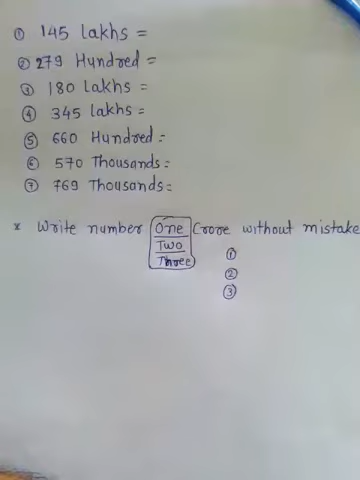 ① 145 Lakhs =
② 279 Hundred =
③ 180 Lakhs =
④ 345 Lakhs =
⑤ 660 Hundred =
⑥ 570 Thousands =
⑦ 769 Thousands =
* Write number One Crore without mistake
Two ①
Three ②
③